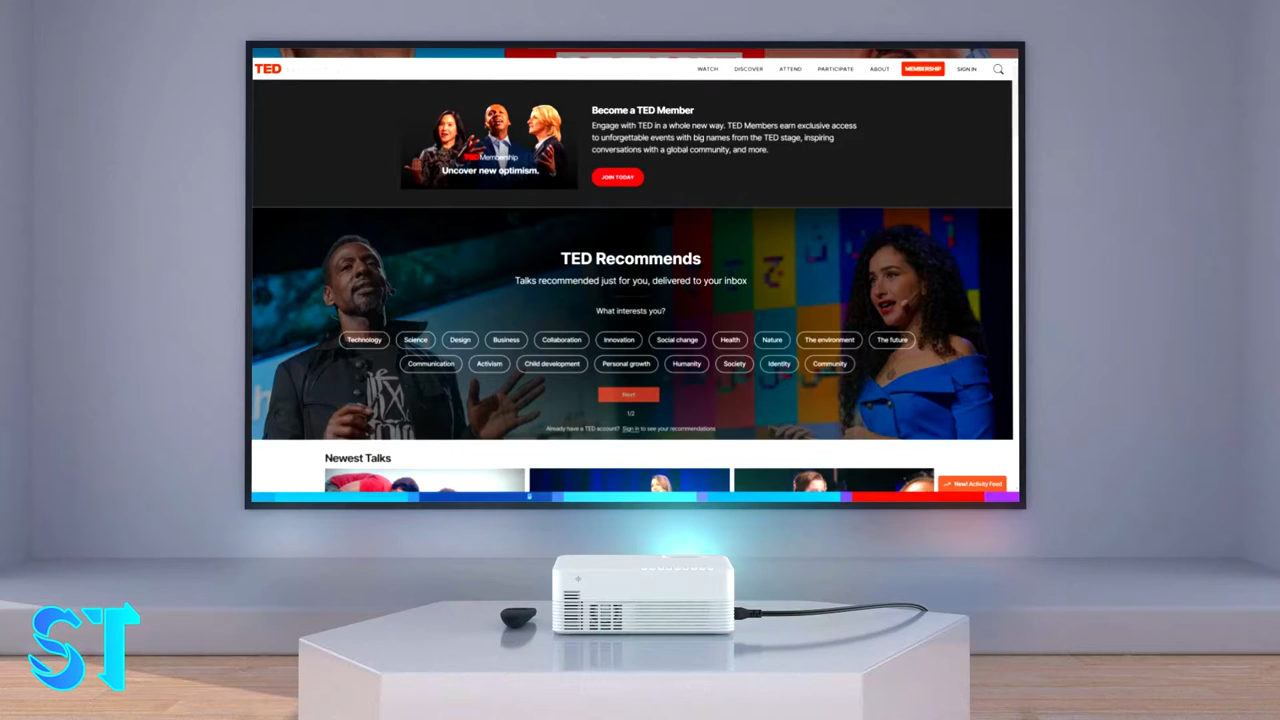 TED
WATCH DISCOVER ATTEND PARTICIPATE ABOUT MEMBERSHIP SIGN IN
Become a TED Member
Engage with TED in a whole new way. TED Members earn exclusive access
to unforgettable events with big names from the TED stage, inspiring
conversations with a global community, and more.
JOIN TODAY
TED Membership
Uncover new optimism.
TED Recommends
Talks recommended just for you, delivered to your inbox
What interests you?
Technology Science Design Business Collaboration Innovation Social change Health Nature The environment The future
Communication Activism Child development Personal growth Humanity Society Identity Community
Next
1/2
Already have a TED account? Sign in to see your recommendations
Newest Talks
New! Activity Feed
ST